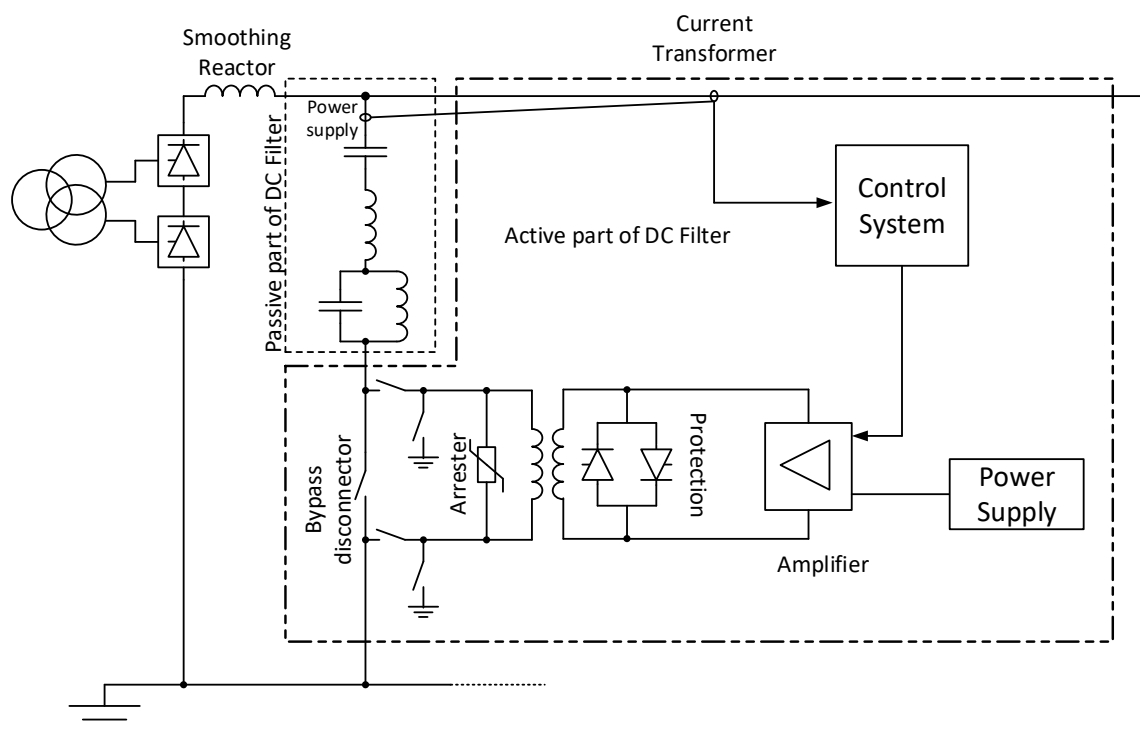 Current
Transformer
Smoothing
Reactor
Power
supply
Passive part of DC Filter
Control
System
Active part of DC Filter
Bypass
disconnector
Arrester
Protection
Power
Supply
Amplifier